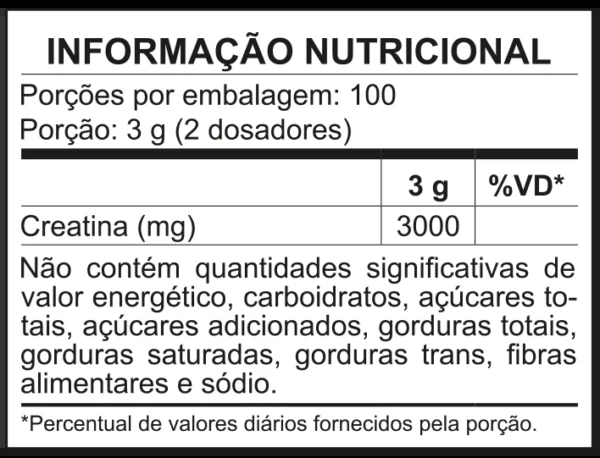 INFORMAÇÃO NUTRICIONAL
Porções por embalagem: 100
Porção: 3 g (2 dosadores)
3 g %VD*
Creatina (mg) 3000
Não contém quantidades significativas de
valor energético, carboidratos, açúcares to-
tais, açúcares adicionados, gorduras totais,
gorduras saturadas, gorduras trans, fibras
alimentares e sódio.
*Percentual de valores diários fornecidos pela porção.